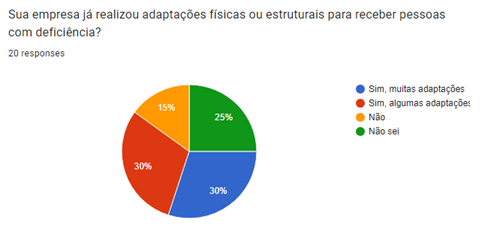 Sua empresa já realizou adaptações físicas ou estruturais para receber pessoas
com deficiência?
20 responses
Sim, muitas adaptações
Sim, algumas adaptações
Não
Não sei
15%
25%
30%
30%